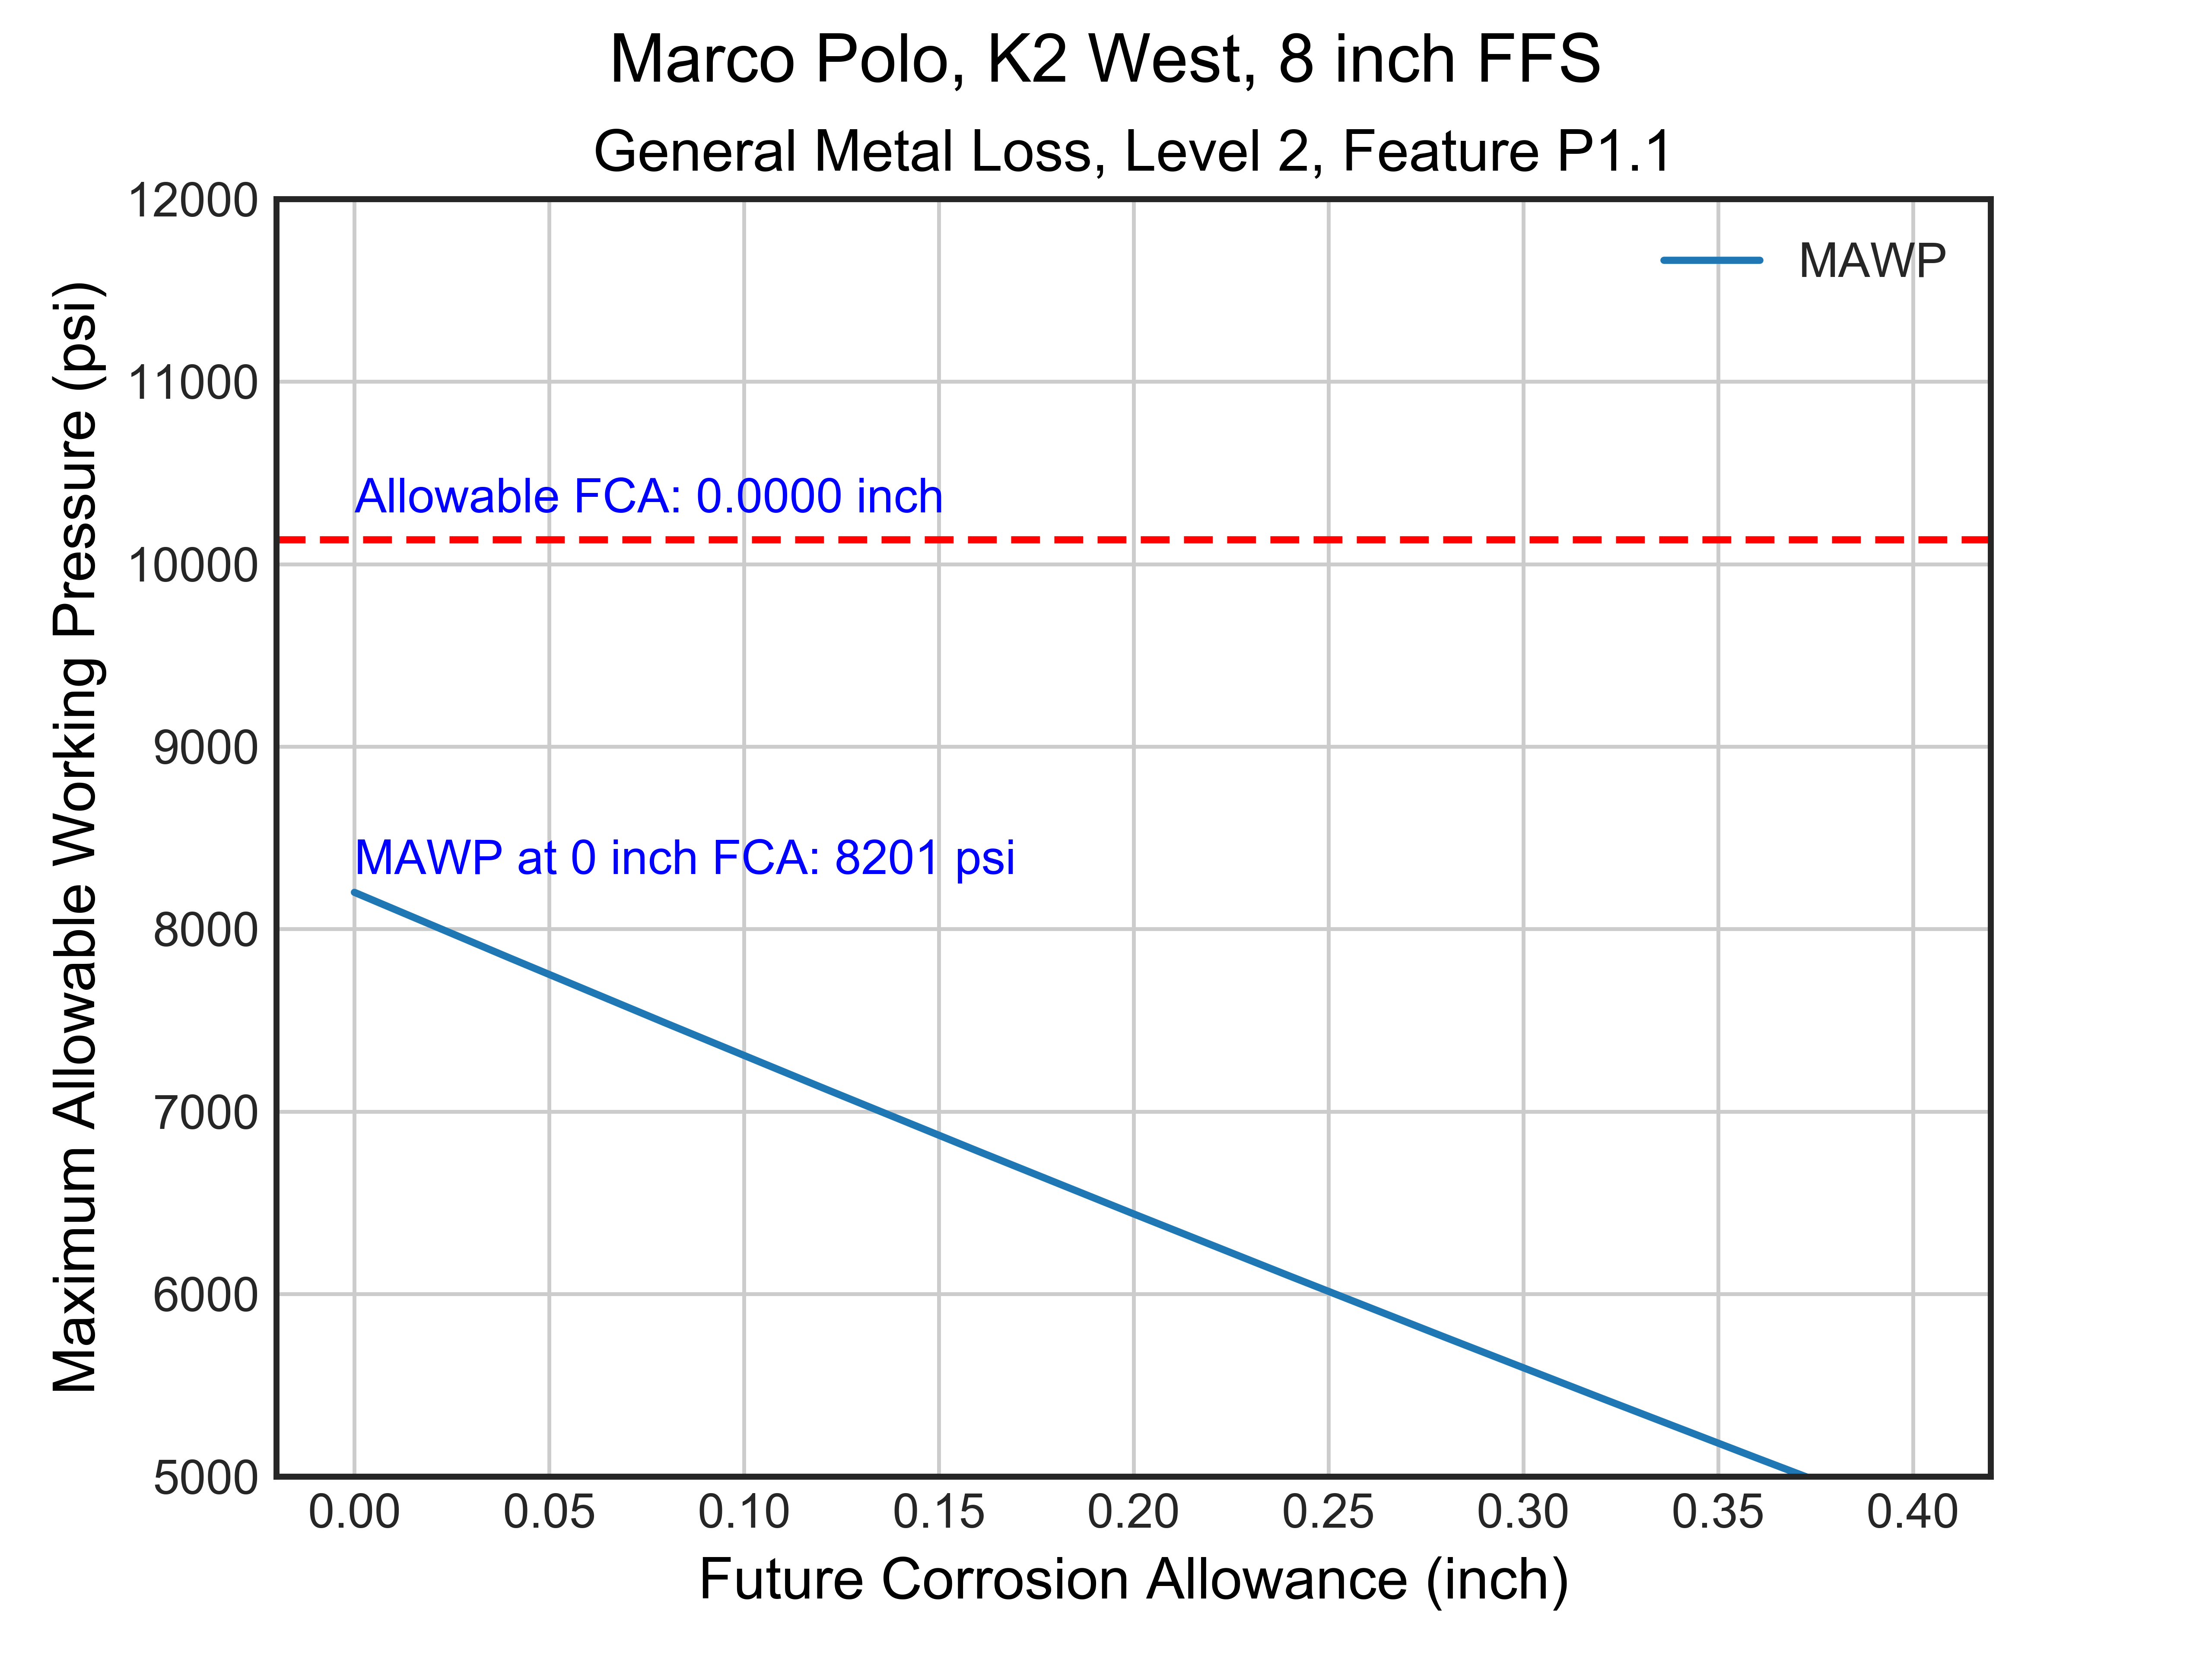 Marco Polo, K2 West, 8 inch FFS
General Metal Loss, Level 2, Feature P1.1
Maximum Allowable Working Pressure (psi)
12000
11000
10000
9000
8000
7000
6000
5000
MAWP
Allowable FCA: 0.0000 inch
MAWP at 0 inch FCA: 8201 psi
0.00 0.05 0.10 0.15 0.20 0.25 0.30 0.35 0.40
Future Corrosion Allowance (inch)